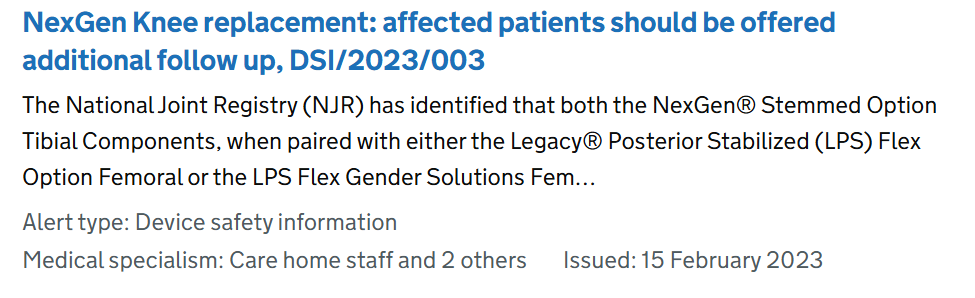 NexGen Knee replacement: affected patients should be offered
additional follow up, DSI/2023/003
The National Joint Registry (NJR) has identified that both the NexGen® Stemmed Option
Tibial Components, when paired with either the Legacy® Posterior Stabilized (LPS) Flex
Option Femoral or the LPS Flex Gender Solutions Fem...
Alert type: Device safety information
Medical specialism: Care home staff and 2 others Issued: 15 February 2023